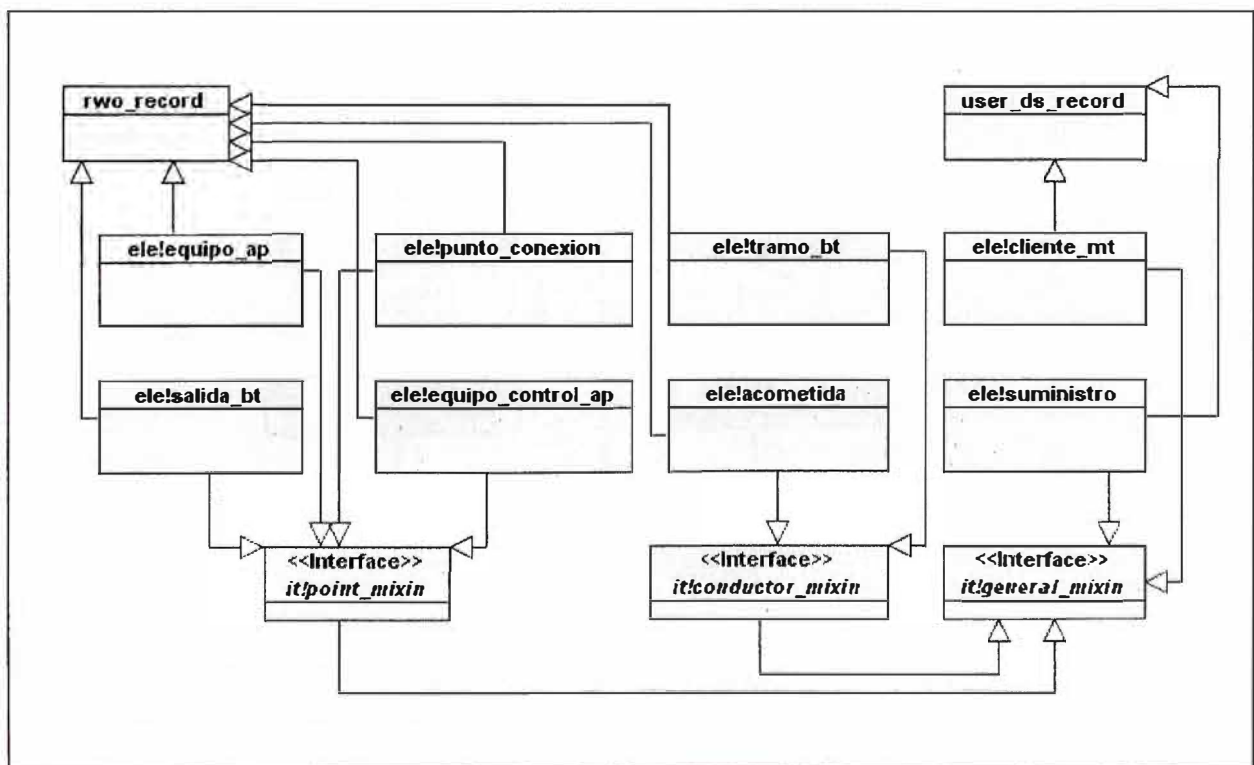 rwo_record
user_ds_record
ele!equipo_ap
ele!punto_conexion
ele!tramo_bt
ele!cliente_mt
ele!salida_bt
ele!equipo_control_ap
ele!acometida
ele!suministro
<<Interface>>
it!point_mixin
<<Interface>>
it!conductor_mixin
<<Interface>>
it!general_mixin